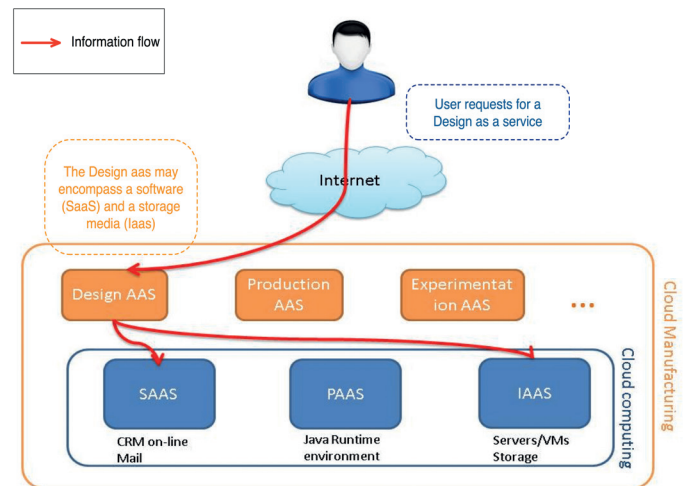 Information flow
User requests for a
Design as a service
The Design aas may
encompass a software
(SaaS) and a storage
media (Iaas)
Internet
Design AAS
Production
AAS
Experimentat
ion AAS
...
Cloud Manufacturing
Cloud computing
SAAS
PAAS
IAAS
CRM on-line
Mail
Java Runtime
environment
Servers/VMs
Storage